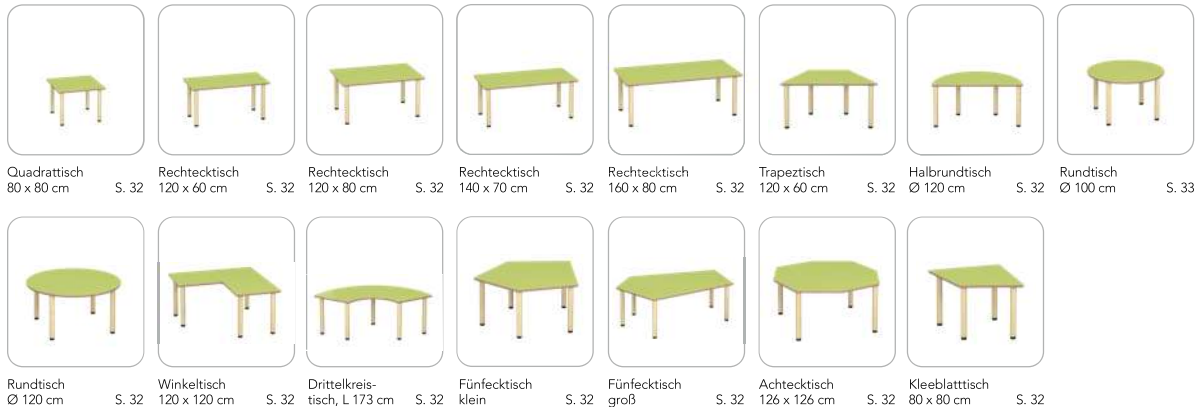 Quadrattisch
80 x 80 cm S. 32
Rechtecktisch
120 x 60 cm S. 32
Rechtecktisch
120 x 80 cm S. 32
Rechtecktisch
140 x 70 cm S. 32
Rechtecktisch
160 x 80 cm S. 32
Trapeztisch
120 x 60 cm S. 32
Halbrundtisch
Ø 120 cm S. 32
Rundtisch
Ø 100 cm S. 33
Rundtisch
Ø 120 cm S. 32
Winkeltisch
120 x 120 cm S. 32
Drittelkreis-
tisch, L 173 cm S. 32
Fünfecktisch
klein S. 32
Fünfecktisch
groß S. 32
Achtecktisch
126 x 126 cm S. 32
Kleeblatttisch
80 x 80 cm S. 32